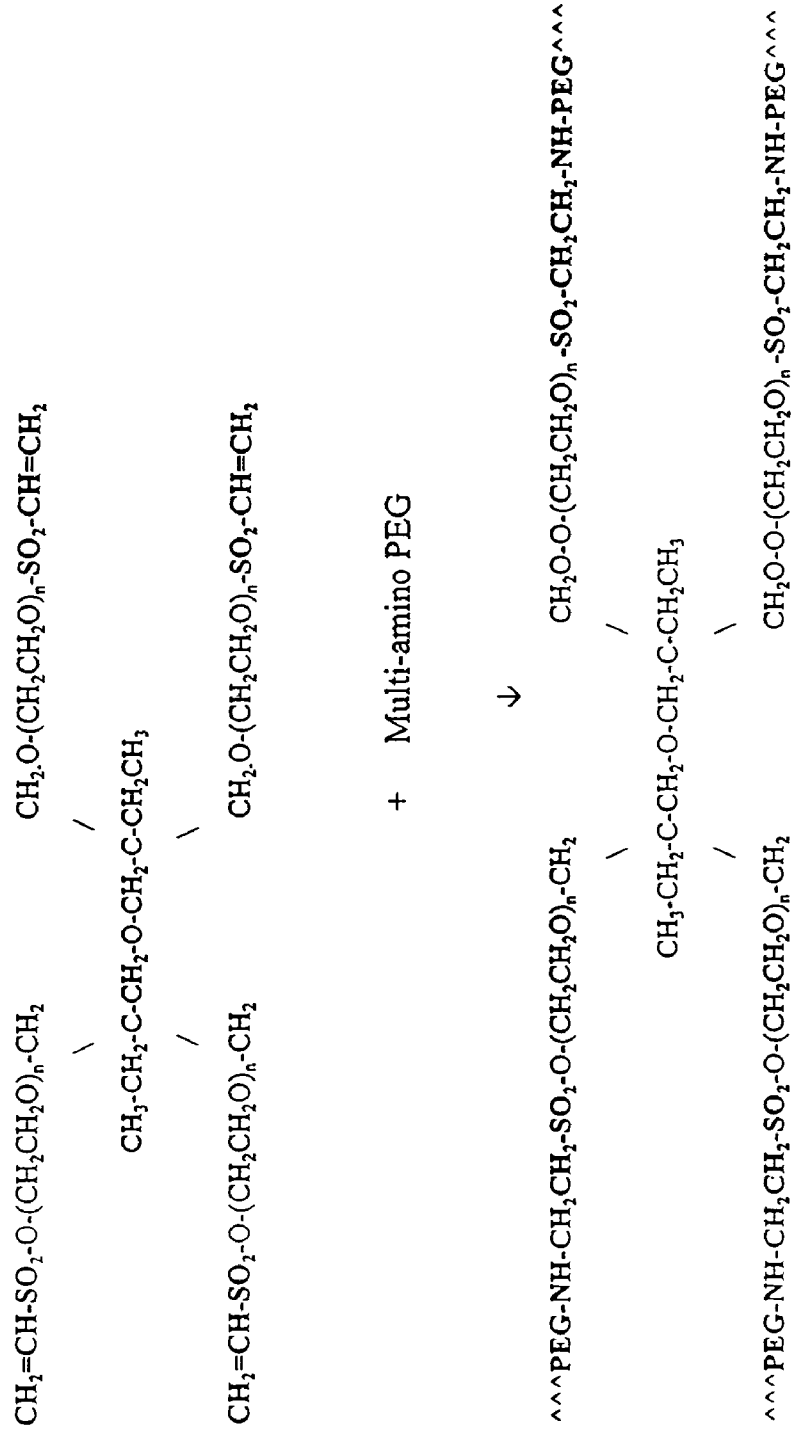 CH₂=CH-SO₂-O-(CH₂CH₂O)ₙ-CH₂ CH₂.O-(CH₂CH₂O)ₙ-SO₂-CH=CH₂
\ /
CH₃-CH₂-C-CH₂-O-CH₂-C-CH₂CH₃
/ \
CH₂=CH-SO₂-O-(CH₂CH₂O)ₙ-CH₂ CH₂.O-(CH₂CH₂O)ₙ-SO₂-CH=CH₂
+ Multi-amino PEG
↓
^^^PEG-NH-CH₂CH₂-SO₂-O-(CH₂CH₂O)ₙ-CH₂ CH₂O-O-(CH₂CH₂O)ₙ-SO₂-CH₂CH₂-NH-PEG^^^
\ /
CH₃-CH₂-C-CH₂-O-CH₂-C-CH₂CH₃
/ \
^^^PEG-NH-CH₂CH₂-SO₂-O-(CH₂CH₂O)ₙ-CH₂ CH₂O-O-(CH₂CH₂O)ₙ-SO₂-CH₂CH₂-NH-PEG^^^